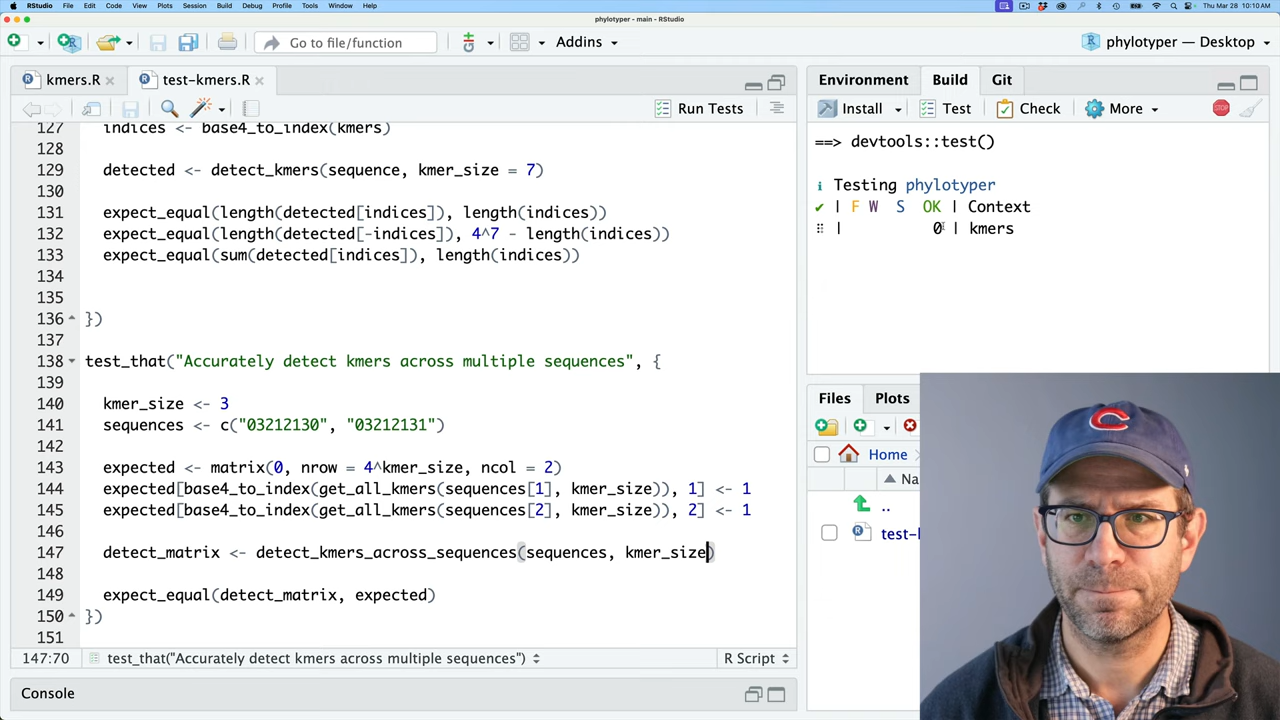 RStudio File Edit Code View Plots Session Build Debug Profile Tools Window Help Thu Mar 28 10:10 AM
phylotyper - main - RStudio
Go to file/function Addins phylotyper — Desktop
kmers.R test-kmers.R
Run Tests
127 indices <- base4_to_index(kmers)
128
129 detected <- detect_kmers(sequence, kmer_size = 7)
130
131 expect_equal(length(detected[indices]), length(indices))
132 expect_equal(length(detected[-indices]), 4^7 - length(indices))
133 expect_equal(sum(detected[indices]), length(indices))
134
135
136 })
137
138 test_that("Accurately detect kmers across multiple sequences", {
139
140 kmer_size <- 3
141 sequences <- c("03212130", "03212131")
142
143 expected <- matrix(0, nrow = 4^kmer_size, ncol = 2)
144 expected[base4_to_index(get_all_kmers(sequences[1], kmer_size)), 1] <- 1
145 expected[base4_to_index(get_all_kmers(sequences[2], kmer_size)), 2] <- 1
146
147 detect_matrix <- detect_kmers_across_sequences(sequences, kmer_size)
148
149 expect_equal(detect_matrix, expected)
150 })
151
147:70 test_that("Accurately detect kmers across multiple sequences") R Script
Console
Environment Build Git
Install Test Check More STOP
==> devtools::test()
ℹ Testing phylotyper
✔ | F W S OK | Context
⠿ | 0 | kmers
Files Plots
Home
Na
..
test-k
C